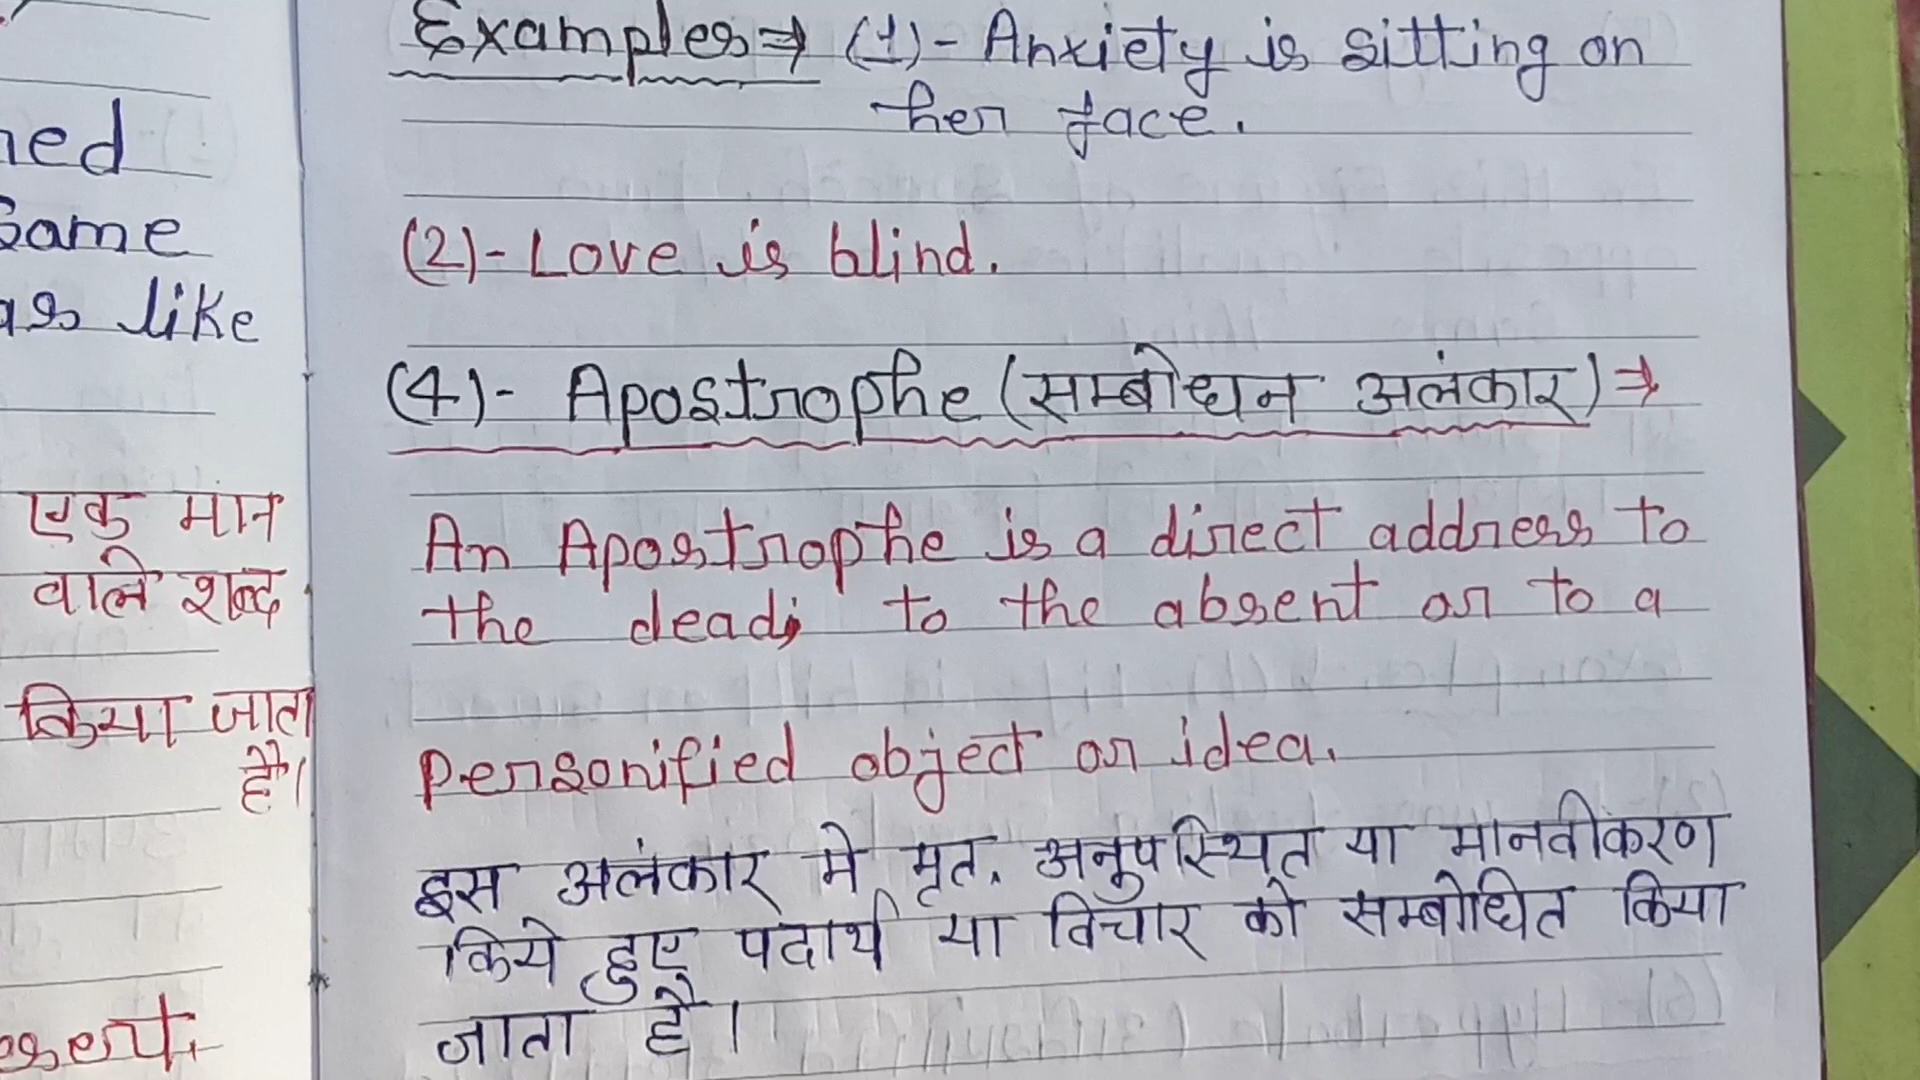 ame
as like
एक मान
वाले शब्द
किया जाता
है।
Examples⇒ (1)- Anxiety is sitting on
her face.
(2)- Love is blind.
(4)- Apostrophe (सम्बोधन अलंकार)⇒
An Apostrophe is a direct address to
the dead, to the absent or to a
personified object or idea.
इस अलंकार मे मृत, अनुपस्थित या मानवीकरण
किये हुए पदार्थ या विचार को सम्बोधित किया
जाता है।